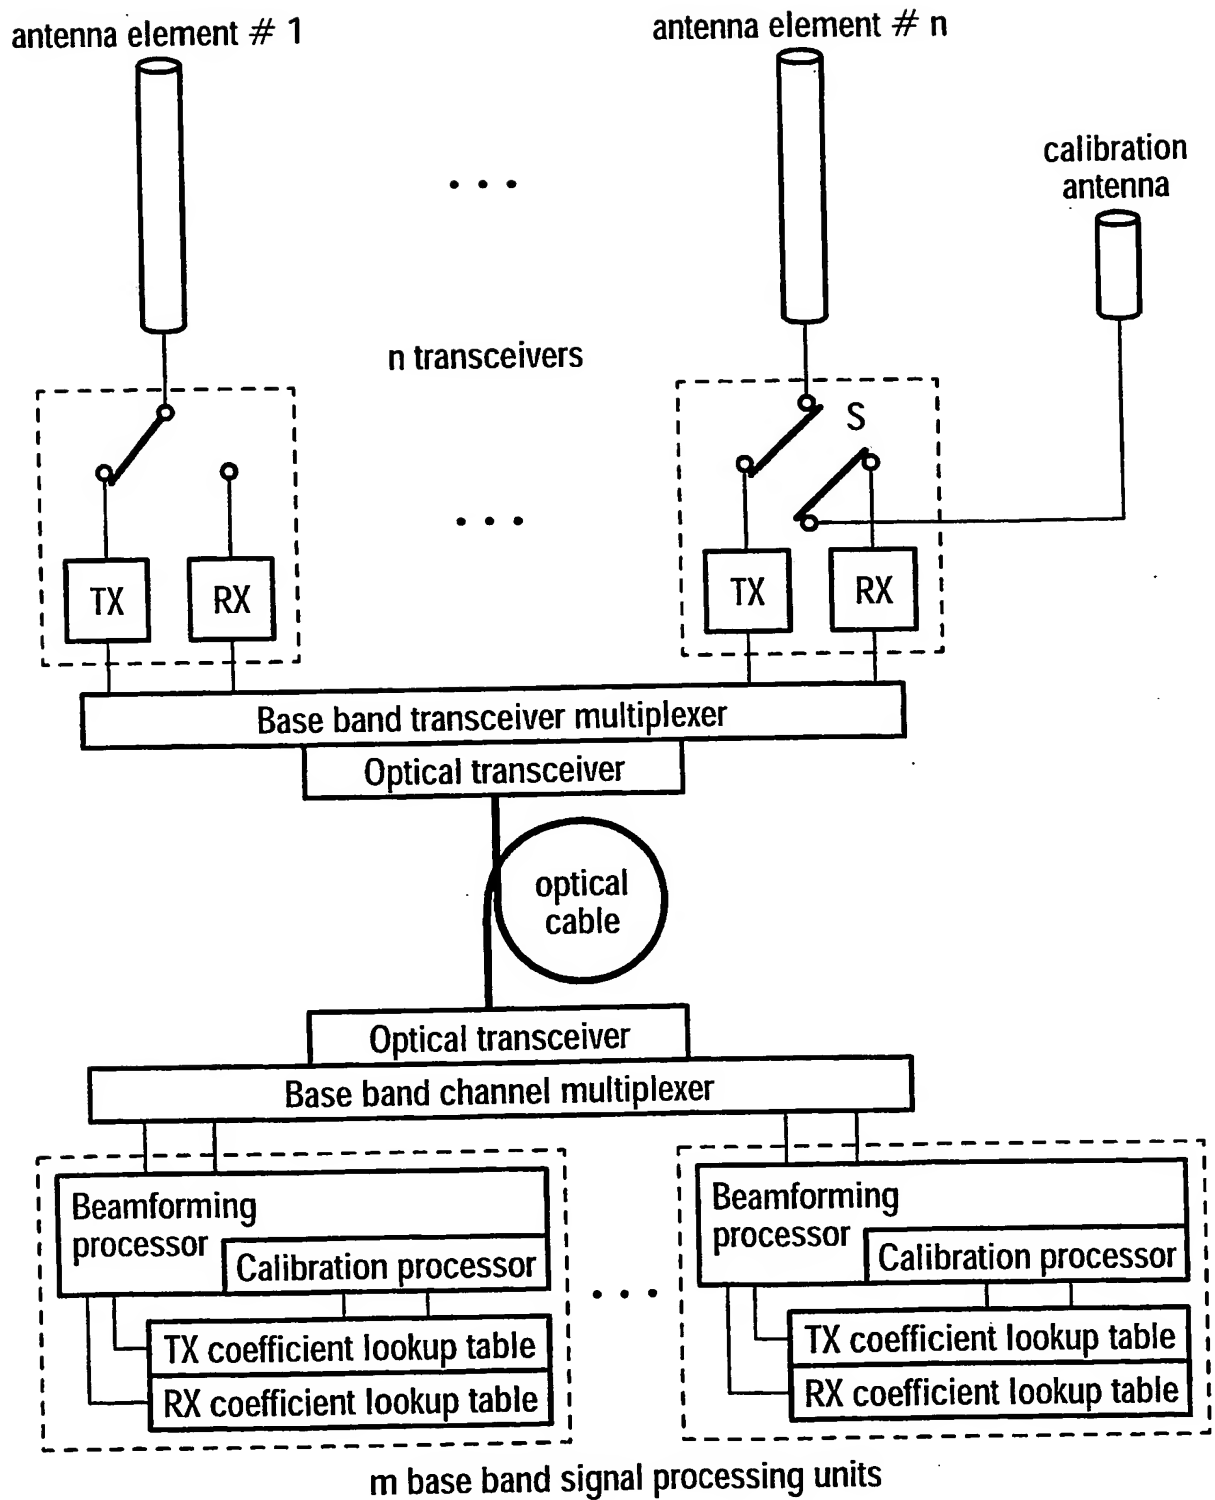 antenna element # 1
antenna element # n
calibration
antenna
n transceivers
S
TX
RX
TX
RX
Base band transceiver multiplexer
Optical transceiver
optical
cable
Optical transceiver
Base band channel multiplexer
Beamforming
processor
Calibration processor
TX coefficient lookup table
RX coefficient lookup table
Beamforming
processor
Calibration processor
TX coefficient lookup table
RX coefficient lookup table
m base band signal processing units